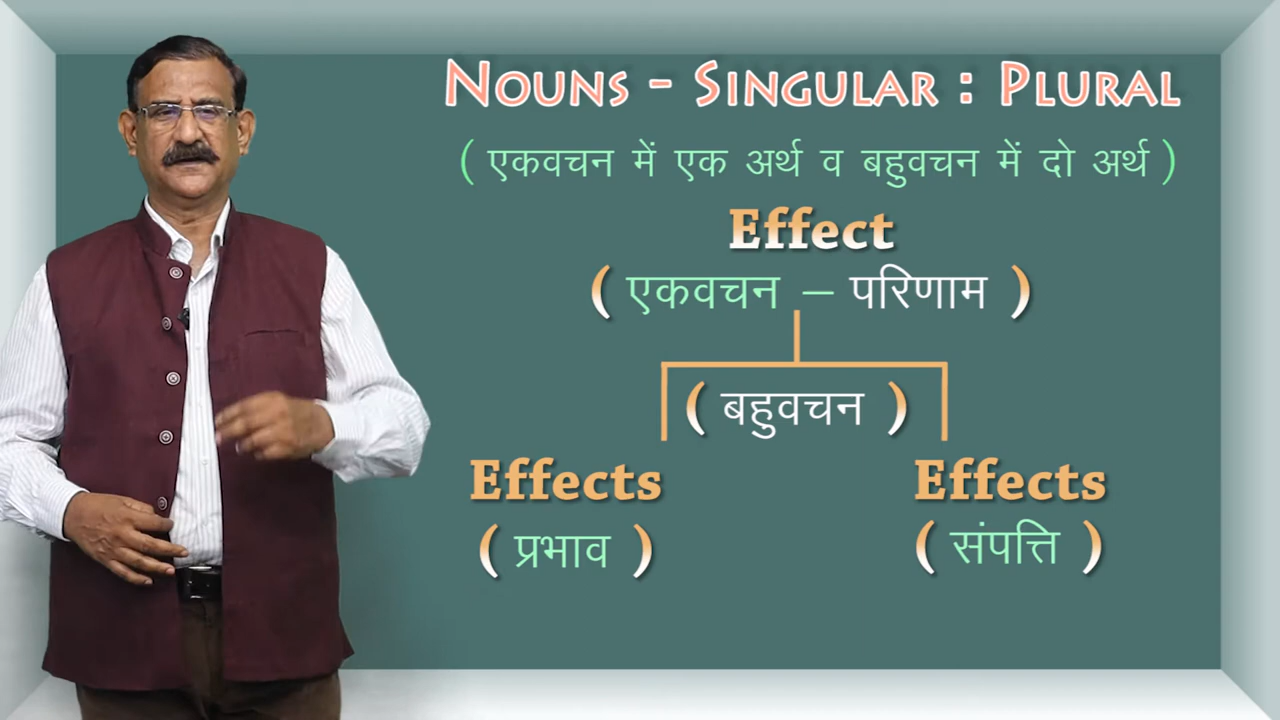 NOUNS - SINGULAR : PLURAL
( एकवचन में एक अर्थ व बहुवचन में दो अर्थ )
Effect
( एकवचन – परिणाम )
( बहुवचन )
Effects Effects
( प्रभाव ) ( संपत्ति )